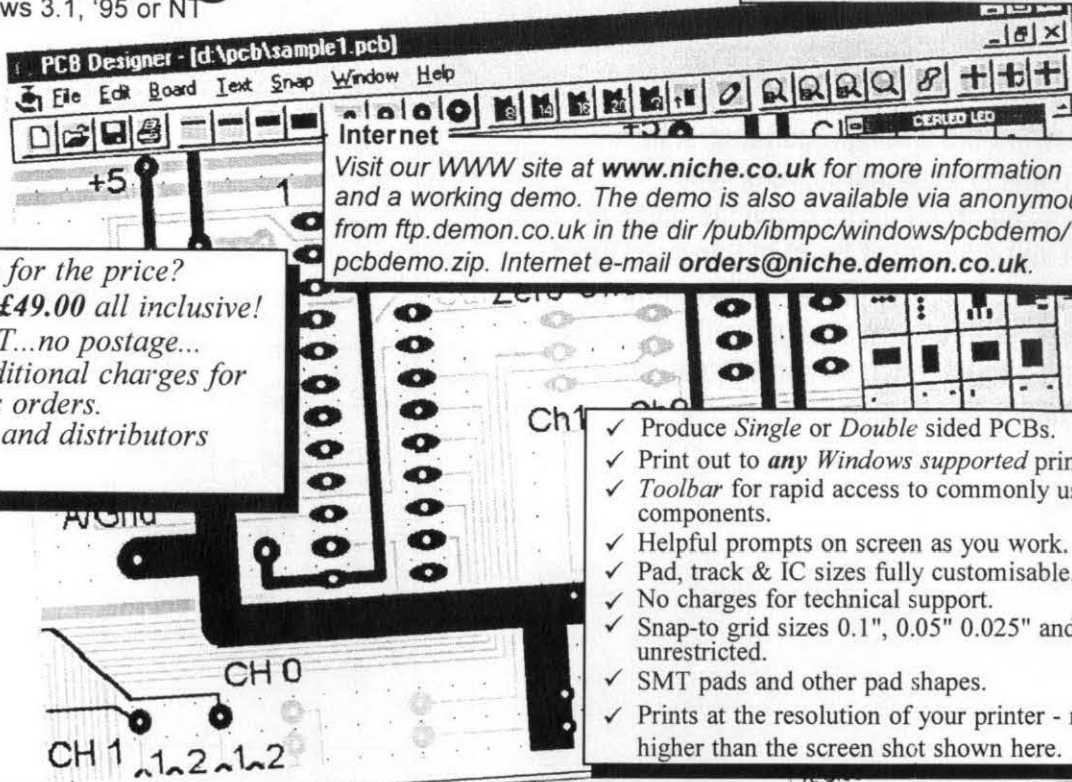 ws 3.1, '95 or NT
PCB Designer - [d:\pcb\sample1.pcb]
File Edit Board Text Snap Window Help
Internet
Visit our WWW site at www.niche.co.uk for more information
and a working demo. The demo is also available via anonymou
from ftp.demon.co.uk in the dir /pub/ibmpc/windows/pcbdemo/
pcbdemo.zip. Internet e-mail orders@niche.demon.co.uk.
+5
1
for the price?
£49.00 all inclusive!
T...no postage...
ditional charges for
orders.
and distributors
Ch1
✓ Produce Single or Double sided PCBs.
✓ Print out to any Windows supported prin
✓ Toolbar for rapid access to commonly us
components.
✓ Helpful prompts on screen as you work.
✓ Pad, track & IC sizes fully customisable.
✓ No charges for technical support.
✓ Snap-to grid sizes 0.1", 0.05" 0.025" and
unrestricted.
✓ SMT pads and other pad shapes.
✓ Prints at the resolution of your printer -
higher than the screen shot shown here.
A/Gnd
CH 0
CH 1
1 2 1 2